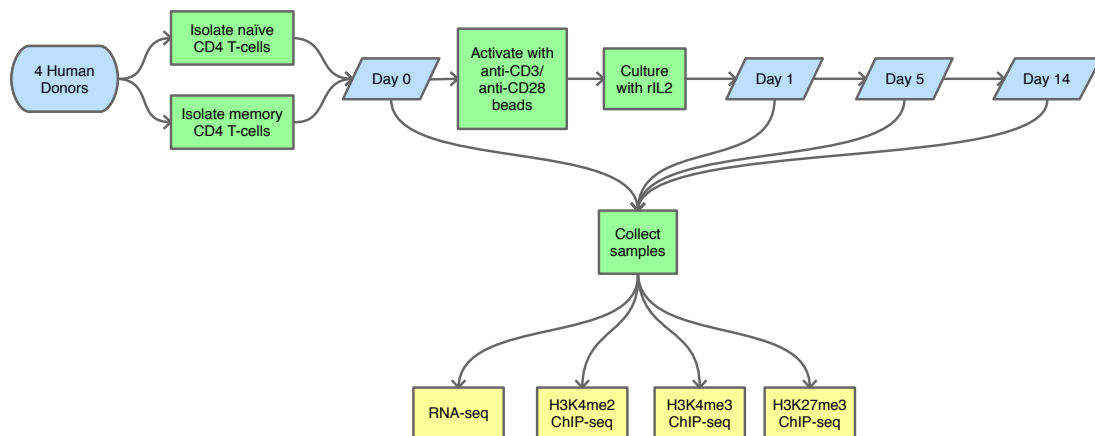 4 Human
Donors
Isolate naïve
CD4 T-cells
Isolate memory
CD4 T-cells
Day 0
Activate with
anti-CD3/
anti-CD28
beads
Culture
with rIL2
Day 1
Day 5
Day 14
Collect
samples
RNA-seq
H3K4me2
ChIP-seq
H3K4me3
ChIP-seq
H3K27me3
ChIP-seq